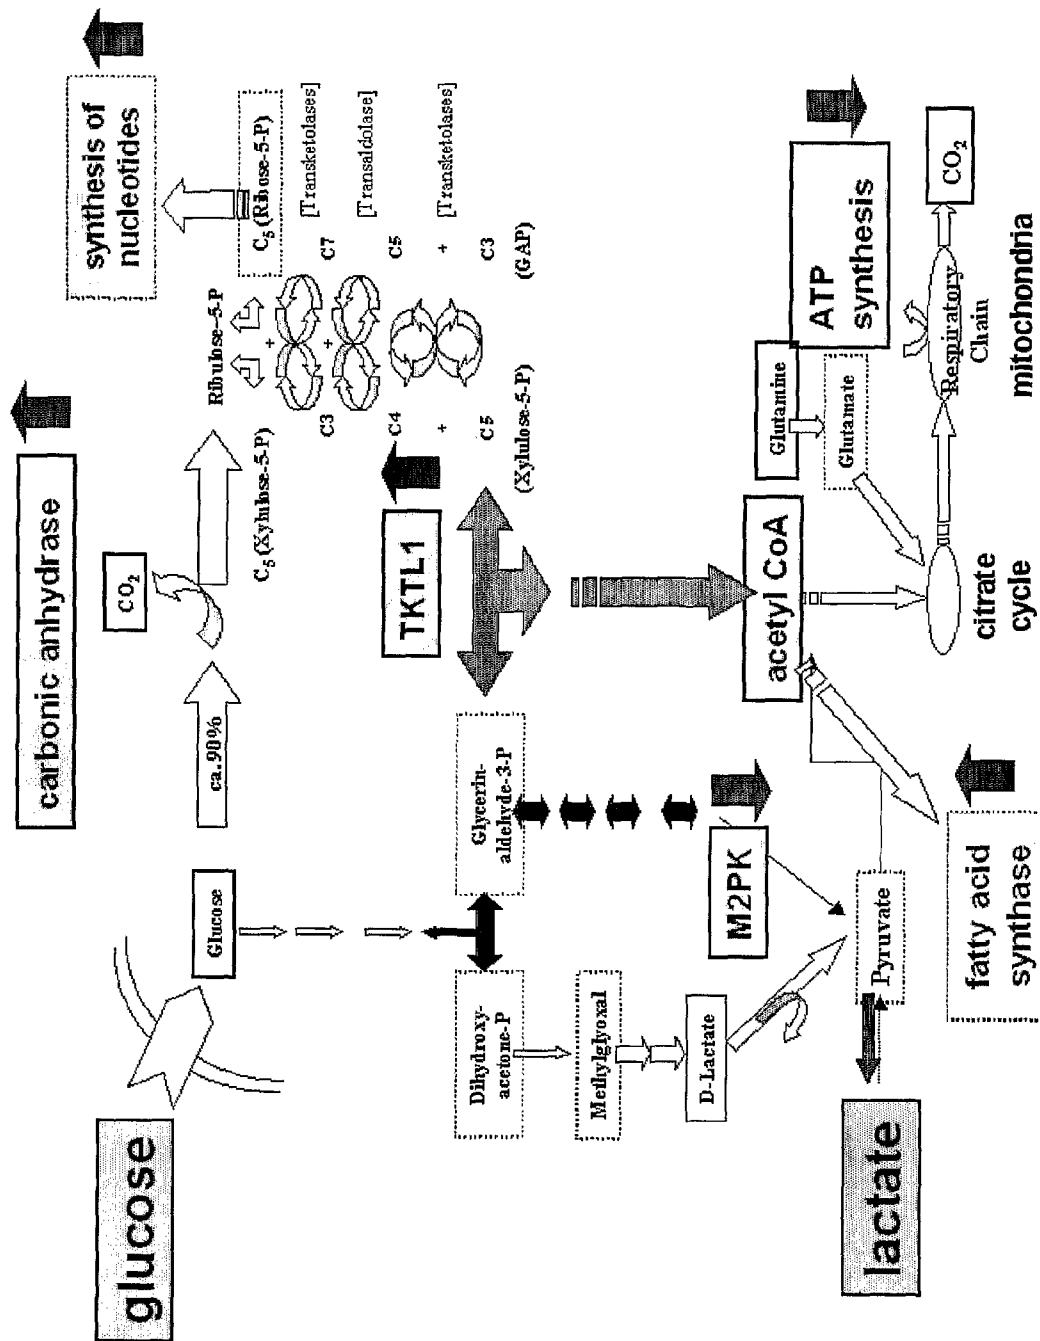 glucose
carbonic anhydrase
synthesis of
nucleotides
Glucose
ca.90%
CO2
C5 (Xylulose-5-P)
Ribulose-5-P
C5 (Ribose-5-P)
+
C3
C7
[Transketolases]
+
C4
C5
[Transaldolase]
+
+
[Transketolases]
C5
(Xylulose-5-P)
C3
(GAP)
TKTL1
Dihydroxy-
acetone-P
Glycerin-
aldehyde-3-P
Methylglyoxal
D-Lactate
M2PK
acetyl CoA
Glutamine
Glutamate
ATP
synthesis
lactate
Pyruvate
fatty acid
synthase
citrate
cycle
Respiratory
Chain
CO2
mitochondria